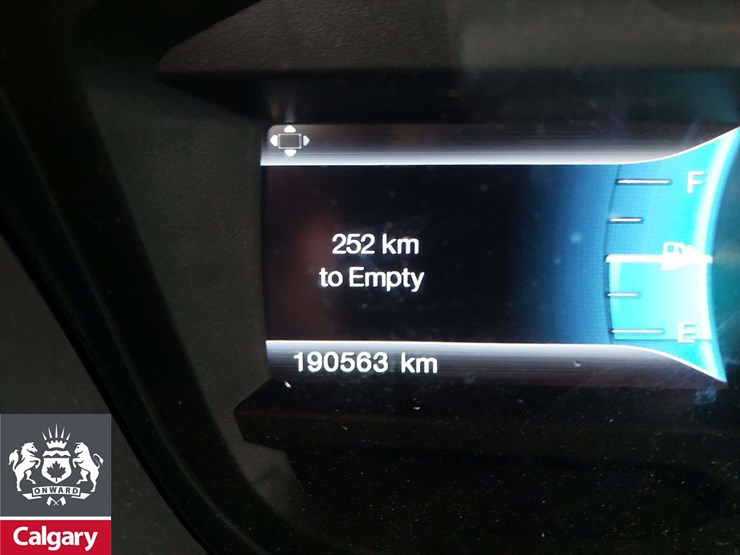 F
252 km
to Empty
E
190563 km
ONWARD
Calgary